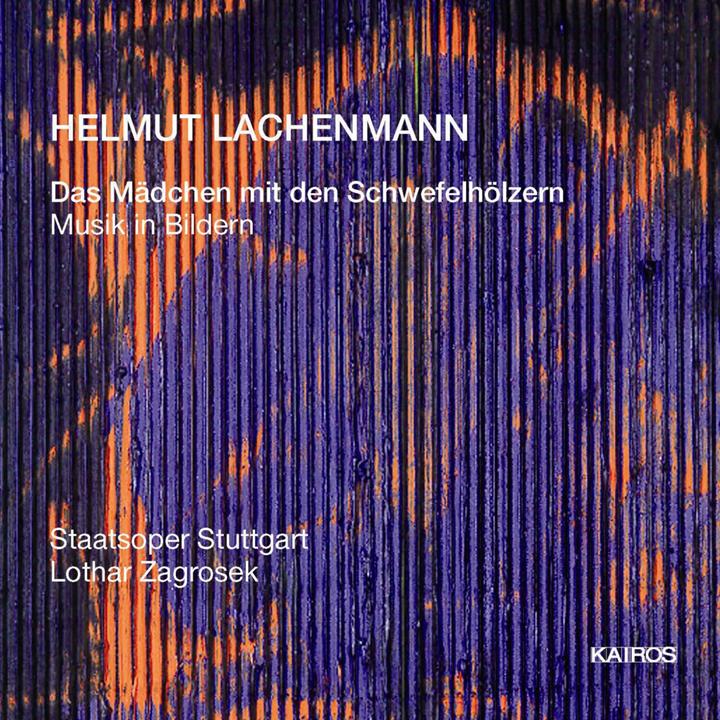 HELMUT LACHENMANN
Das Mädchen mit den Schwefelhölzern
Musik in Bildern
Staatsoper Stuttgart
Lothar Zagrosek
KAIROS